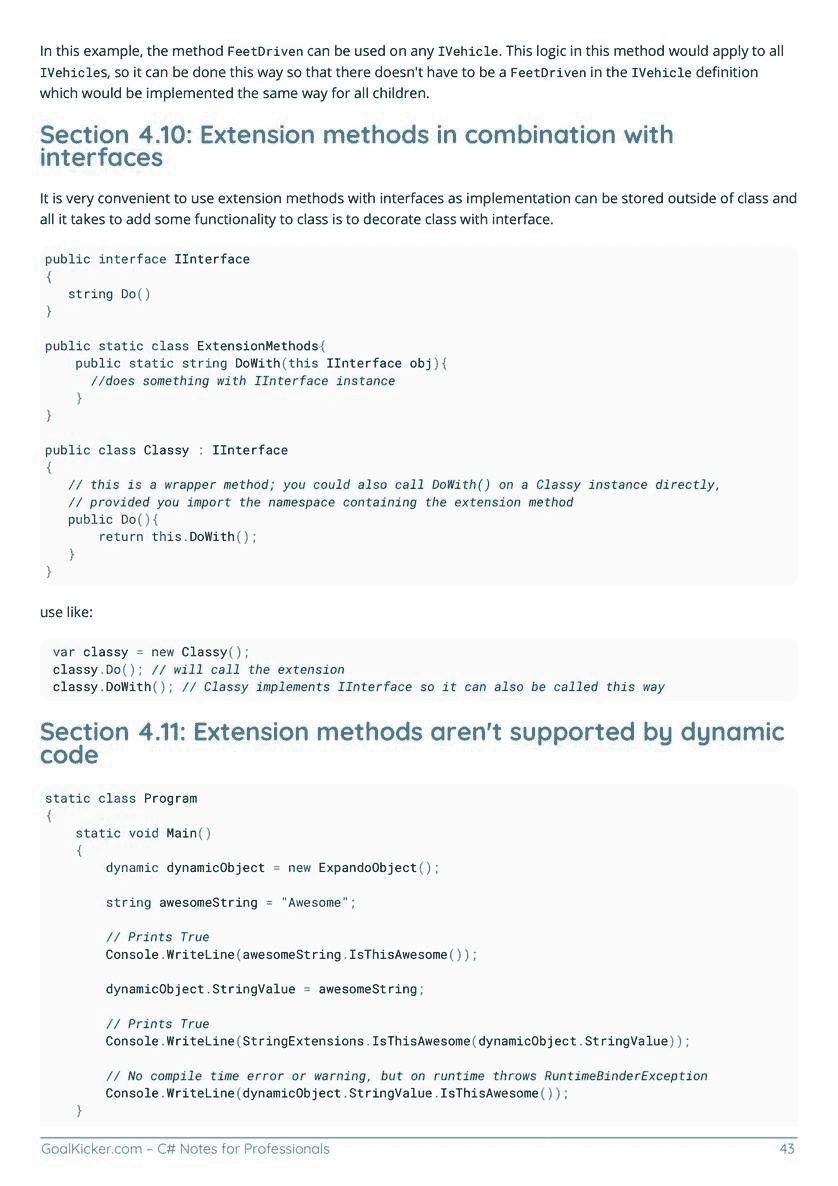 In this example, the method FeetDriven can be used on any IVehicle. This logic in this method would apply to all
IVehicles, so it can be done this way so that there doesn't have to be a FeetDriven in the IVehicle definition
which would be implemented the same way for all children.
Section 4.10: Extension methods in combination with
interfaces
It is very convenient to use extension methods with interfaces as implementation can be stored outside of class and
all it takes to add some functionality to class is to decorate class with interface.
public interface IInterface
{
   string Do()
}
public static class ExtensionMethods{
    public static string DoWith(this IInterface obj){
      //does something with IInterface instance
    }
}
public class Classy : IInterface
{
   // this is a wrapper method; you could also call DoWith() on a Classy instance directly,
   // provided you import the namespace containing the extension method
   public Do(){
       return this.DoWith();
   }
}
use like:
 var classy = new Classy();
 classy.Do(); // will call the extension
 classy.DoWith(); // Classy implements IInterface so it can also be called this way
Section 4.11: Extension methods aren't supported by dynamic
code
static class Program
{
    static void Main()
    {
        dynamic dynamicObject = new ExpandoObject();
        string awesomeString = "Awesome";
        // Prints True
        Console.WriteLine(awesomeString.IsThisAwesome());
        dynamicObject.StringValue = awesomeString;
        // Prints True
        Console.WriteLine(StringExtensions.IsThisAwesome(dynamicObject.StringValue));
        // No compile time error or warning, but on runtime throws RuntimeBinderException
        Console.WriteLine(dynamicObject.StringValue.IsThisAwesome());
    }
GoalKicker.com – C# Notes for Professionals 43